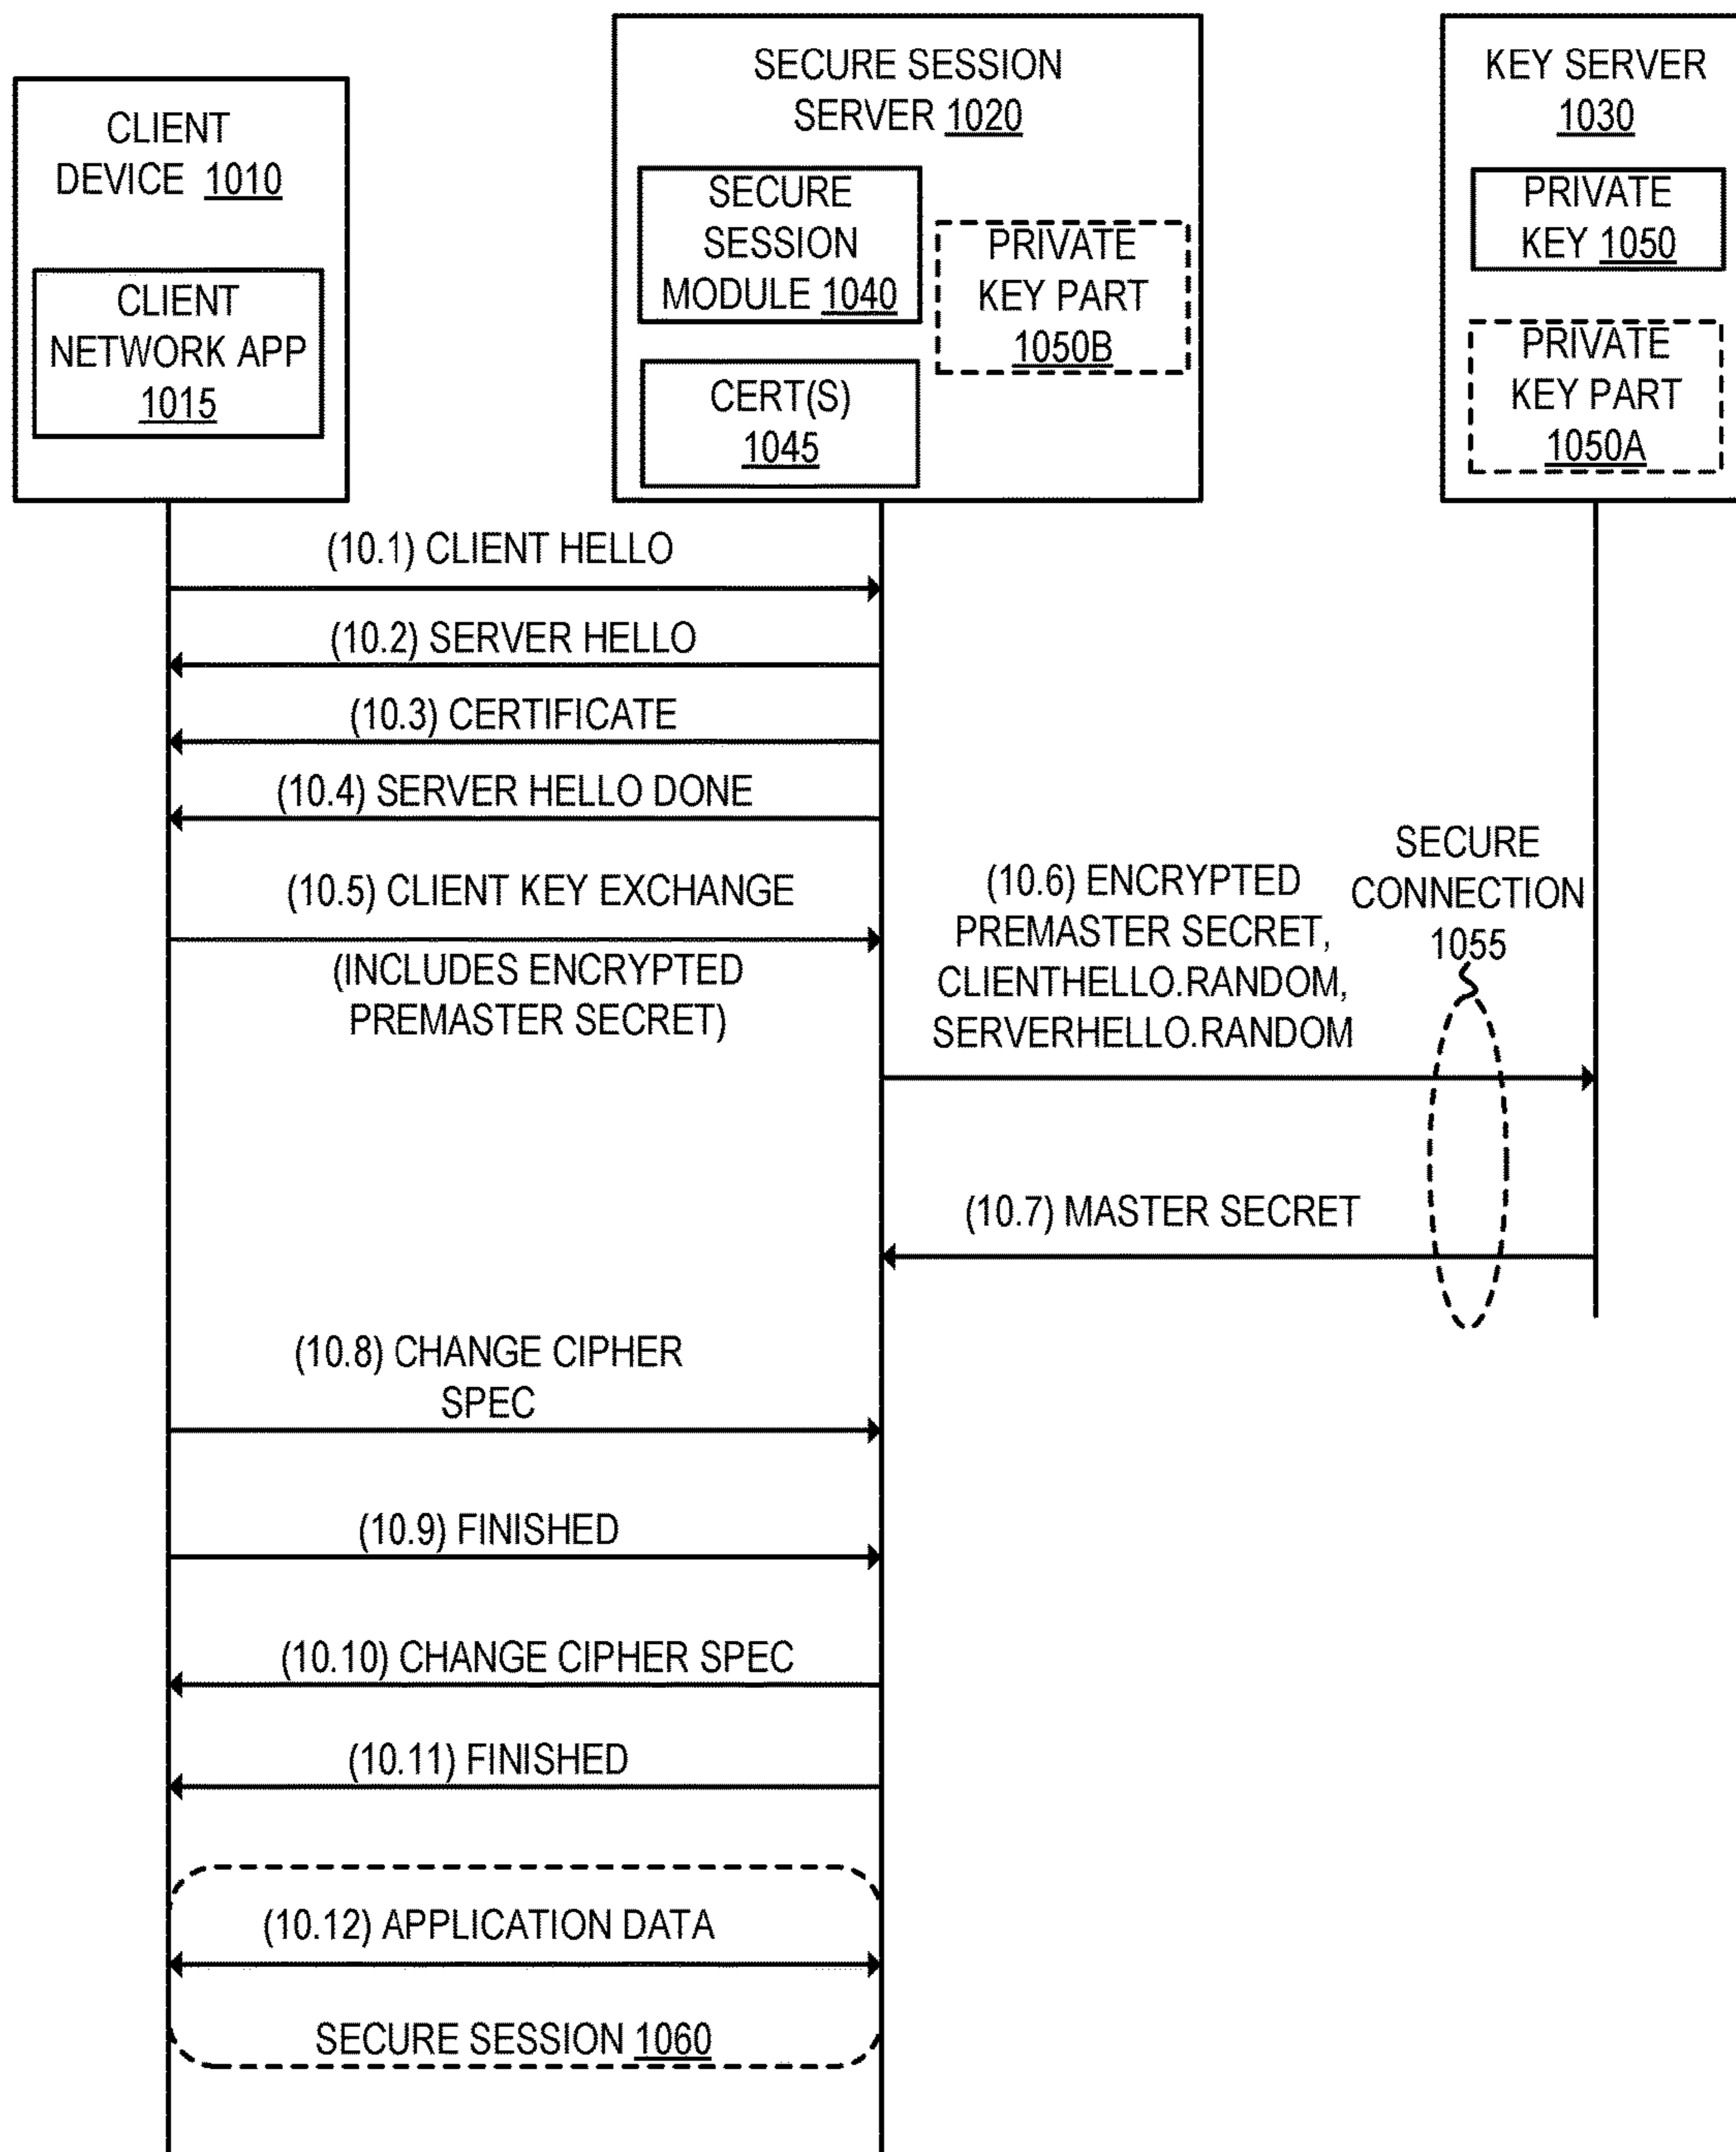 CLIENT
DEVICE 1010
CLIENT
NETWORK APP
1015
SECURE SESSION
SERVER 1020
SECURE
SESSION
MODULE 1040
PRIVATE
KEY PART
1050B
CERT(S)
1045
KEY SERVER
1030
PRIVATE
KEY 1050
PRIVATE
KEY PART
1050A
(10.1) CLIENT HELLO
(10.2) SERVER HELLO
(10.3) CERTIFICATE
(10.4) SERVER HELLO DONE
(10.5) CLIENT KEY EXCHANGE
(INCLUDES ENCRYPTED
PREMASTER SECRET)
(10.6) ENCRYPTED
PREMASTER SECRET,
CLIENTHELLO.RANDOM,
SERVERHELLO.RANDOM
SECURE
CONNECTION
1055
(10.7) MASTER SECRET
(10.8) CHANGE CIPHER
SPEC
(10.9) FINISHED
(10.10) CHANGE CIPHER SPEC
(10.11) FINISHED
(10.12) APPLICATION DATA
SECURE SESSION 1060